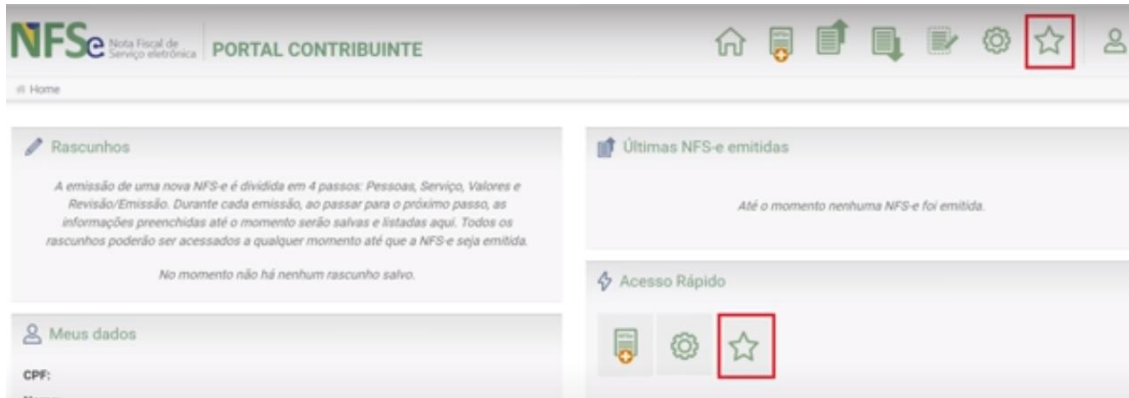 NFSe Nota Fiscal de
Serviço eletrônica
PORTAL CONTRIBUINTE
Home
Rascunhos
A emissão de uma nova NFS-e é dividida em 4 passos: Pessoas, Serviço, Valores e
Revisão/Emissão. Durante cada emissão, ao passar para o próximo passo, as
informações preenchidas até o momento serão salvas e listadas aqui. Todos os
rascunhos poderão ser acessados a qualquer momento até que a NFS-e seja emitida.
No momento não há nenhum rascunho salvo.
Meus dados
CPF:
Últimas NFS-e emitidas
Até o momento nenhuma NFS-e foi emitida.
Acesso Rápido